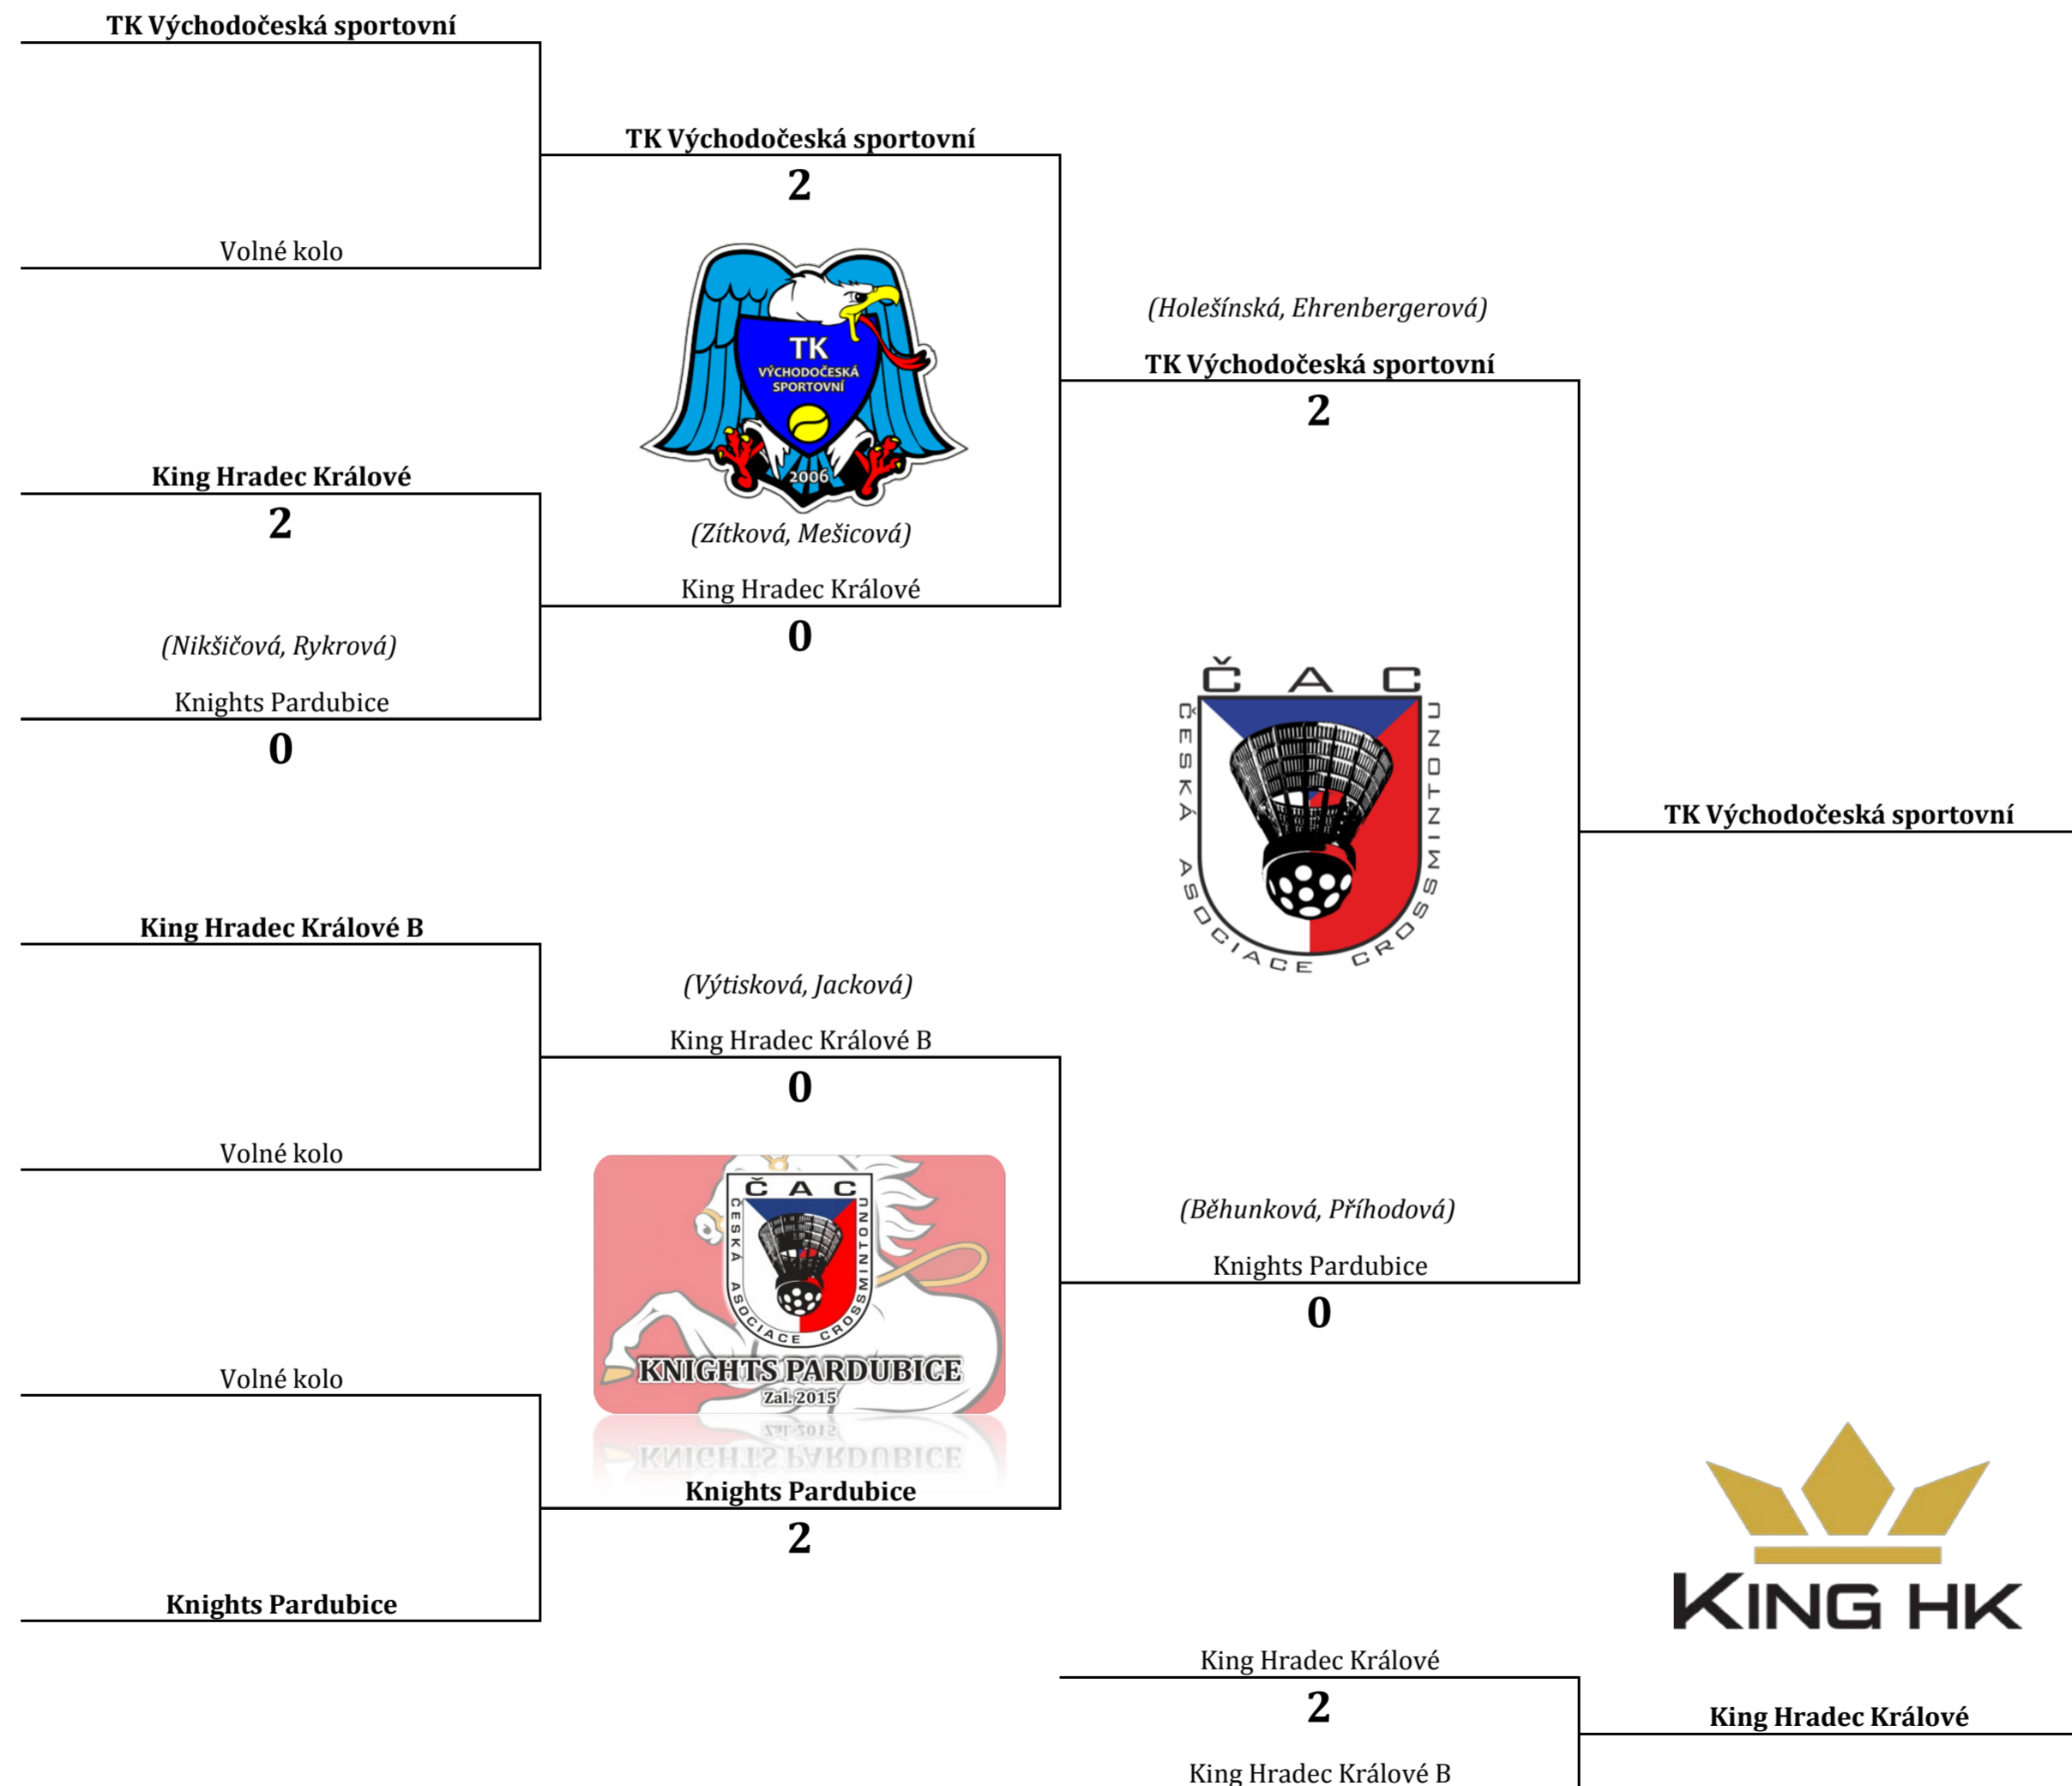 TK Východočeská sportovní
TK Východočeská sportovní
2
Volné kolo
TK
VÝCHODOČESKÁ
SPORTOVNÍ
2006
(Holešínská, Ehrenbergerová)
TK Východočeská sportovní
2
King Hradec Králové
2
(Zítková, Mešicová)
King Hradec Králové
0
(Nikšičová, Rykrová)
Knights Pardubice
0
ČAC
ČESKÁ ASOCIACE CROSSMINTONU
TK Východočeská sportovní
King Hradec Králové B
(Výtisková, Jacková)
King Hradec Králové B
0
Volné kolo
ČAC
ČESKÁ ASOCIACE CROSSMINTONU
KNIGHTS PARDUBICE
Zal. 2015
(Běhunková, Příhodová)
Knights Pardubice
0
Volné kolo
Knights Pardubice
2
Knights Pardubice
KING HK
King Hradec Králové
2
King Hradec Králové
King Hradec Králové B